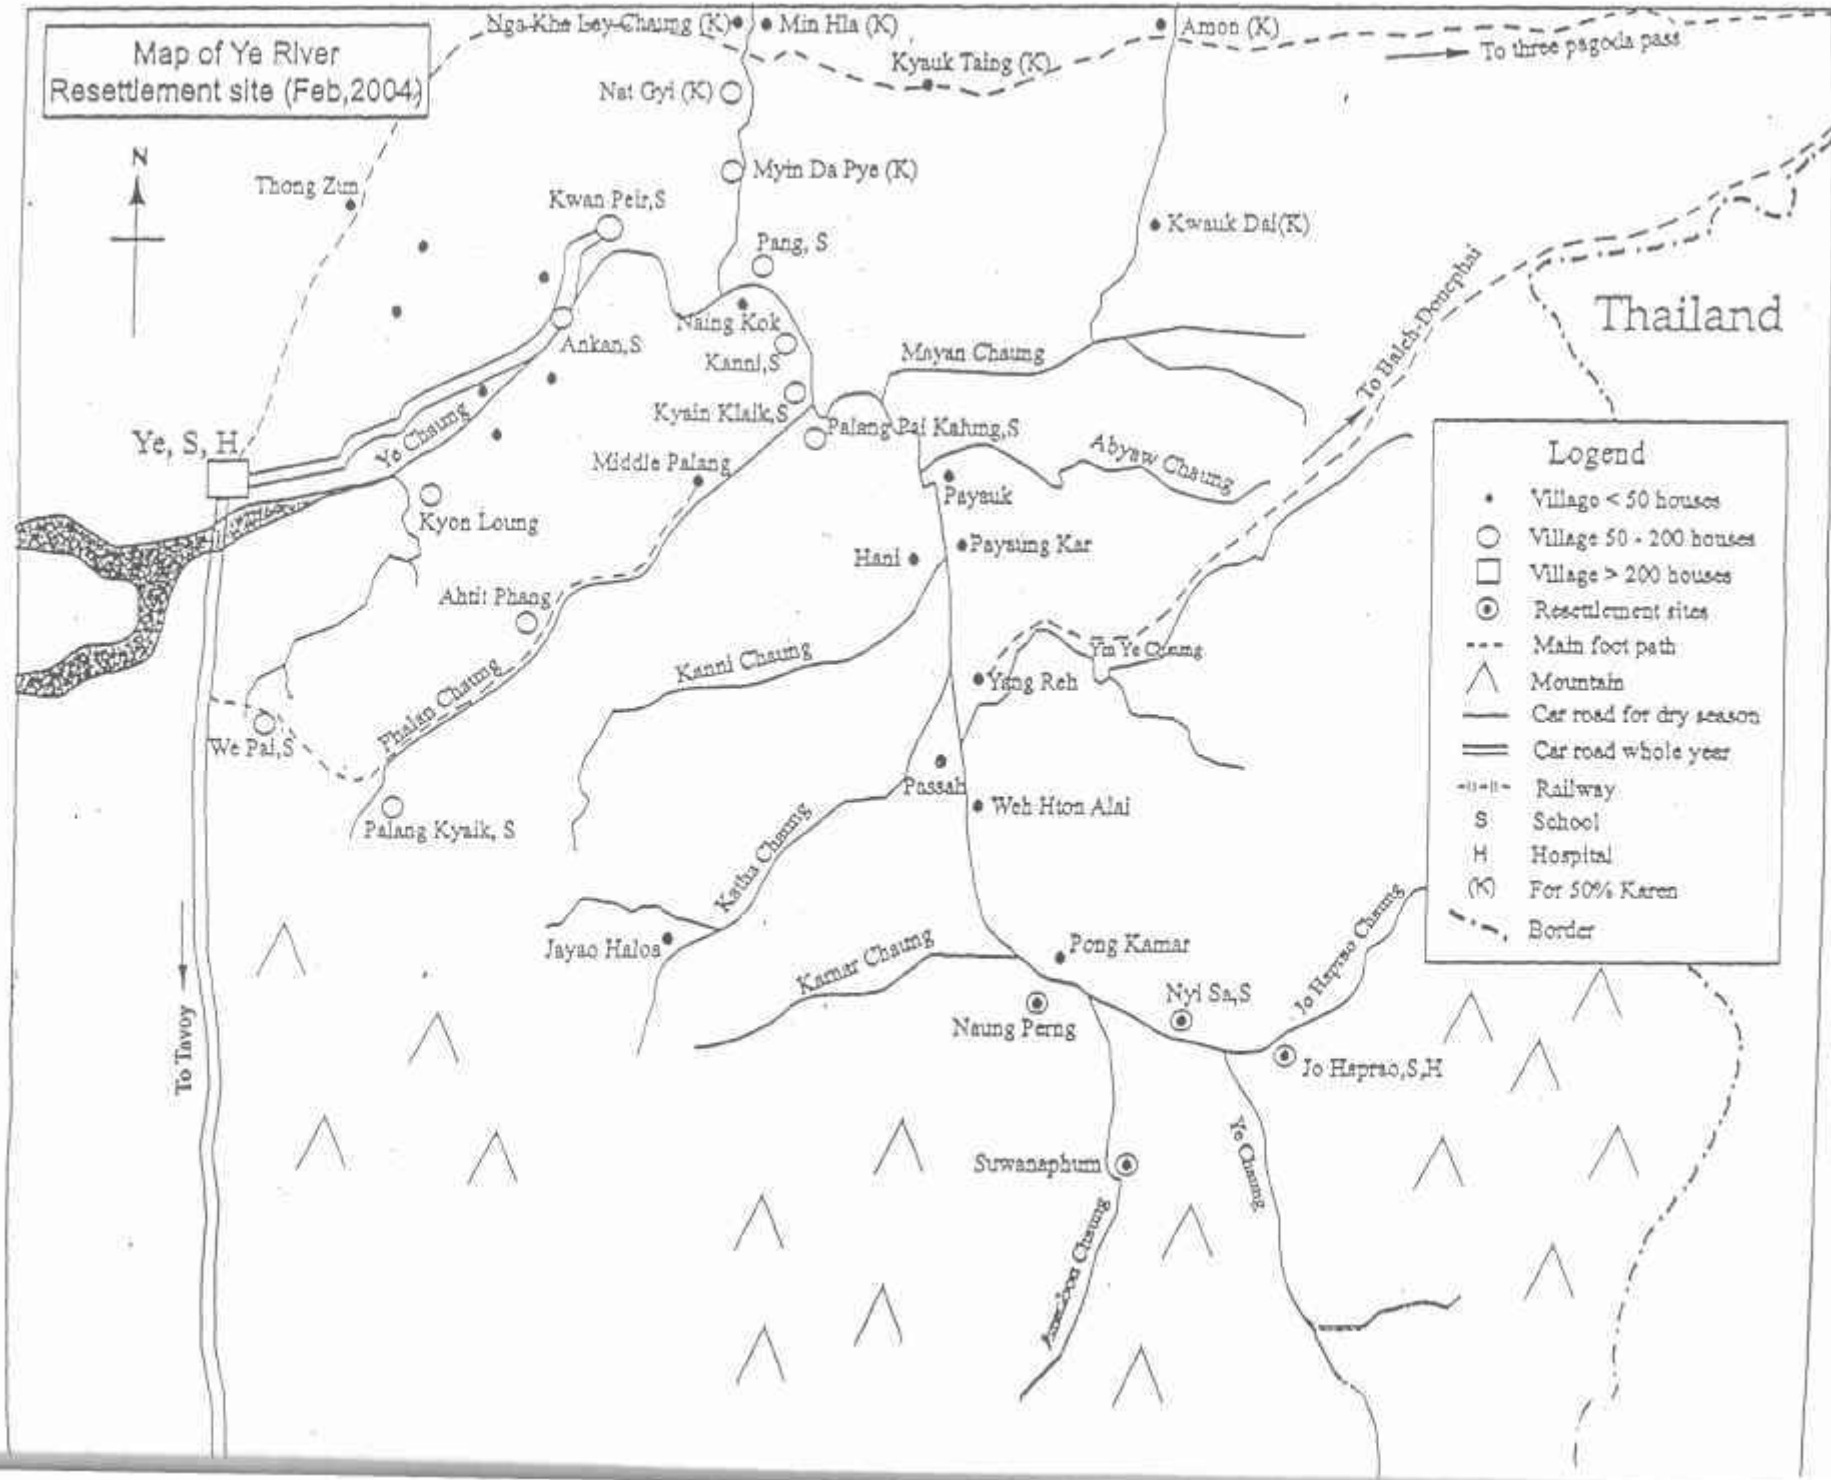 Map of Ye River
Resettlement site (Feb,2004)
N
Nga Khe Ley Chaung (K)
Min Hla (K)
Amon (K)
To three pagoda pass
Kyauk Taing (K)
Nat Gyi (K)
Myin Da Pye (K)
Thong Zun
Kwan Peir,S
Kwauk Dai(K)
Pang, S
Thailand
Naing Kok
Ankan,S
Kanni,S
Mayan Chaung
Kyain Klaik,S
Palang Pai Kahung,S
Ye Chaung
Ye, S, H
Middle Palang
Abyaw Chaung
Payauk
Kyon Loung
Hani
Paysung Kar
Ahtit Phang
Kanni Chaung
Yin Ye Chaung
Yang Reh
Phalan Chaung
We Pai,S
Passah
Weh Hton Alai
Palang Kyaik, S
Katha Chaung
Jayao Haloa
Kamar Chaung
Pong Kamar
Jo Haprao Chaung
Nyi Sa,S
Naung Perng
Jo Haprao,S,H
To Tavoy
Suwanaphum
Ye Chaung
Chaung
Legend
Village < 50 houses
Village 50 - 200 houses
Village > 200 houses
Resettlement sites
Main foot path
Mountain
Car road for dry season
Car road whole year
Railway
S School
H Hospital
(K) For 50% Karen
Border